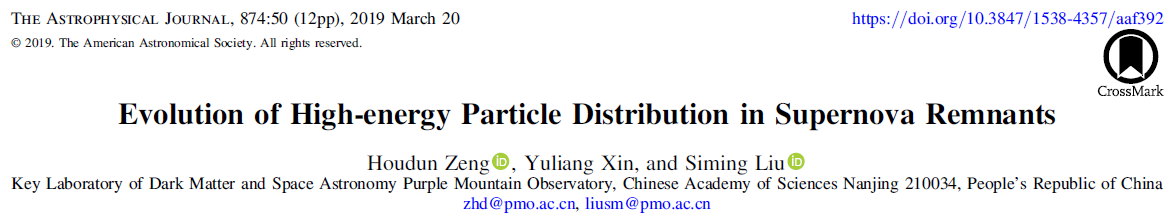 THE ASTROPHYSICAL JOURNAL, 874:50 (12pp), 2019 March 20
https://doi.org/10.3847/1538-4357/aaf392
© 2019. The American Astronomical Society. All rights reserved.
CrossMark
Evolution of High-energy Particle Distribution in Supernova Remnants
Houdun Zeng iD, Yuliang Xin, and Siming Liu iD
Key Laboratory of Dark Matter and Space Astronomy Purple Mountain Observatory, Chinese Academy of Sciences Nanjing 210034, People's Republic of China
zhd@pmo.ac.cn, liusm@pmo.ac.cn